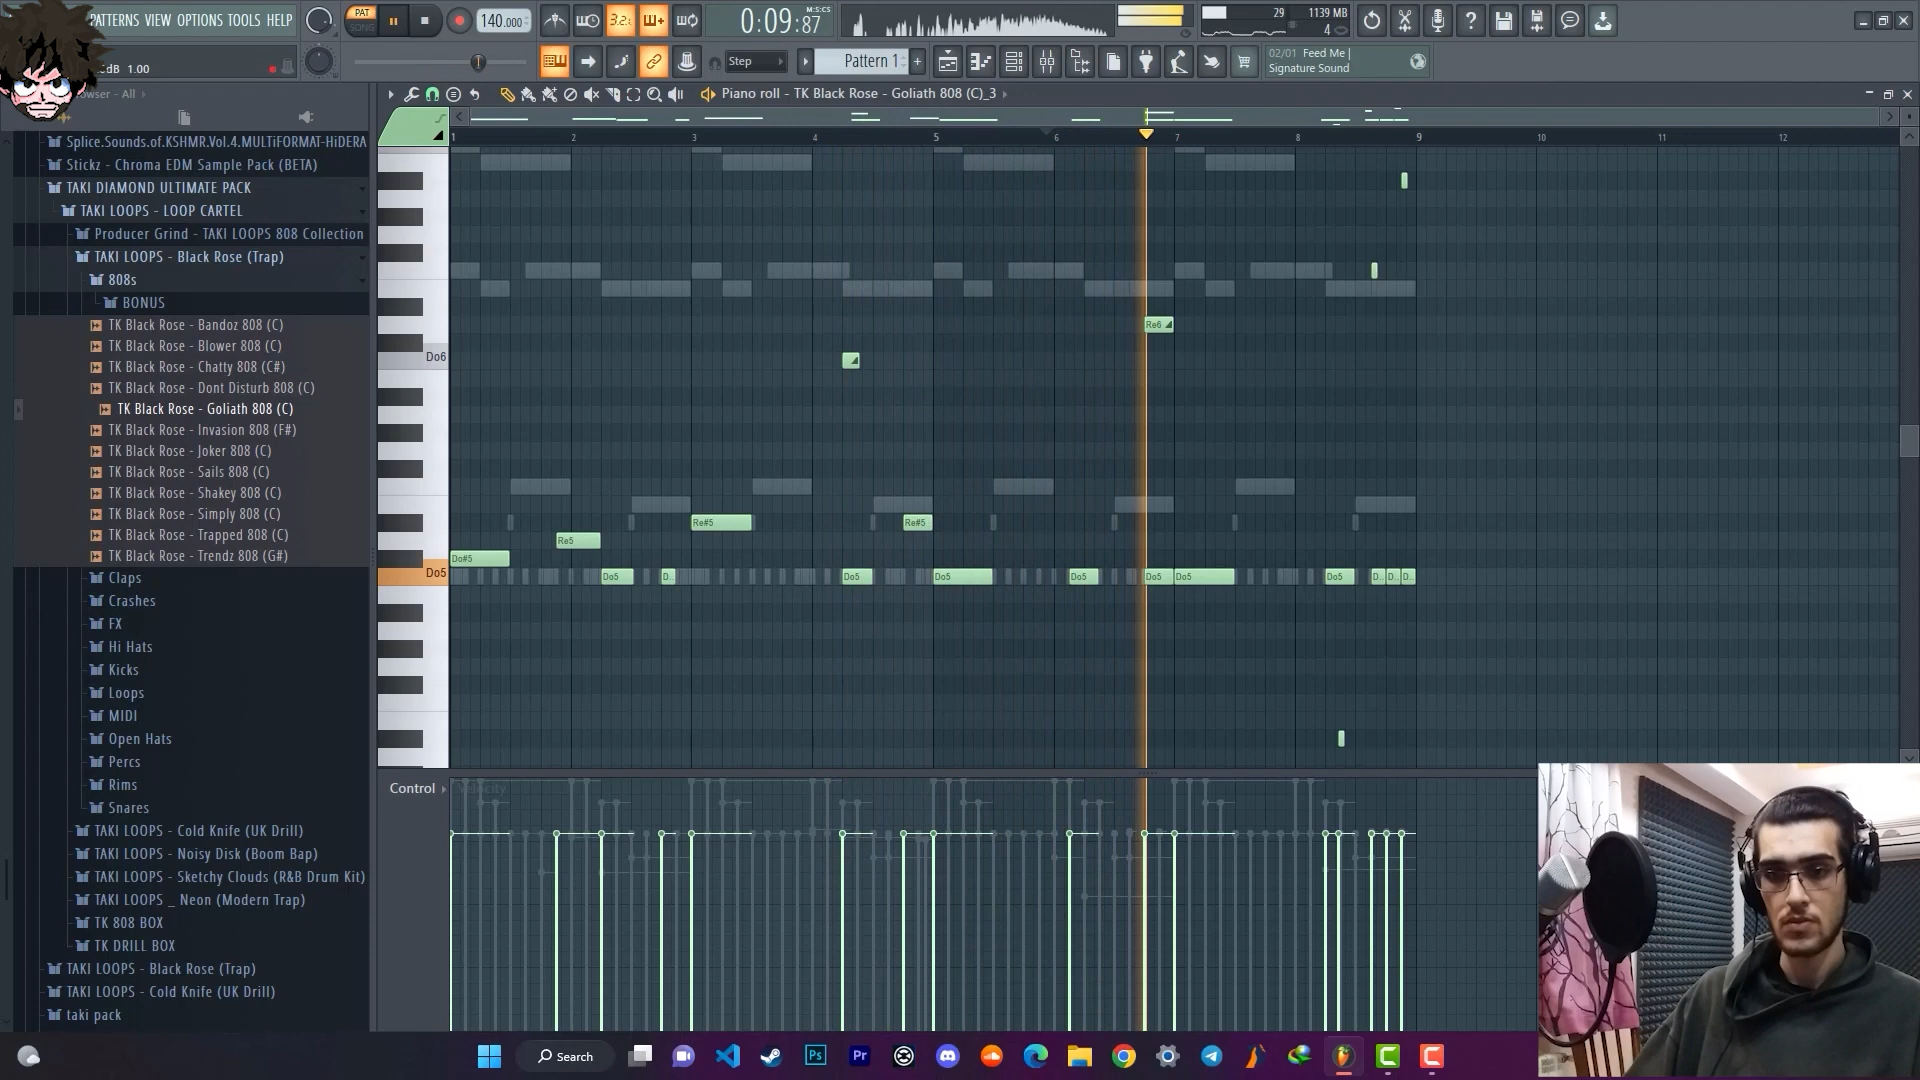 PATTERNS VIEW OPTIONS TOOLS HELP
PAT
SONG
140.000
3.2.
0:09:87
M:S:CS
29
1139 MB
4
dB 1.00
Step
Pattern 1
02/01 Feed Me |
Signature Sound
wser - All
Piano roll - TK Black Rose - Goliath 808 (C)_3
1 2 3 4 5 6 7 8 9 10 11 12
Splice.Sounds.of.KSHMR.Vol.4.MULTiFORMAT-HiDERA
Stickz - Chroma EDM Sample Pack (BETA)
TAKI DIAMOND ULTIMATE PACK
TAKI LOOPS - LOOP CARTEL
Producer Grind - TAKI LOOPS 808 Collection
TAKI LOOPS - Black Rose (Trap)
808s
BONUS
TK Black Rose - Bandoz 808 (C)
TK Black Rose - Blower 808 (C)
TK Black Rose - Chatty 808 (C#)
TK Black Rose - Dont Disturb 808 (C)
TK Black Rose - Goliath 808 (C)
TK Black Rose - Invasion 808 (F#)
TK Black Rose - Joker 808 (C)
TK Black Rose - Sails 808 (C)
TK Black Rose - Shakey 808 (C)
TK Black Rose - Simply 808 (C)
TK Black Rose - Trapped 808 (C)
TK Black Rose - Trendz 808 (G#)
Claps
Crashes
FX
Hi Hats
Kicks
Loops
MIDI
Open Hats
Percs
Rims
Snares
TAKI LOOPS - Cold Knife (UK Drill)
TAKI LOOPS - Noisy Disk (Boom Bap)
TAKI LOOPS - Sketchy Clouds (R&B Drum Kit)
TAKI LOOPS _ Neon (Modern Trap)
TK 808 BOX
TK DRILL BOX
TAKI LOOPS - Black Rose (Trap)
TAKI LOOPS - Cold Knife (UK Drill)
taki pack
Re6
Do6
Re#5
Re#5
Re5
Do#5
Do5
Do5 D... Do5 Do5 Do5 Do5 Do5 Do5 D... D... D...
Control
Velocity
Search
Ps
Pr